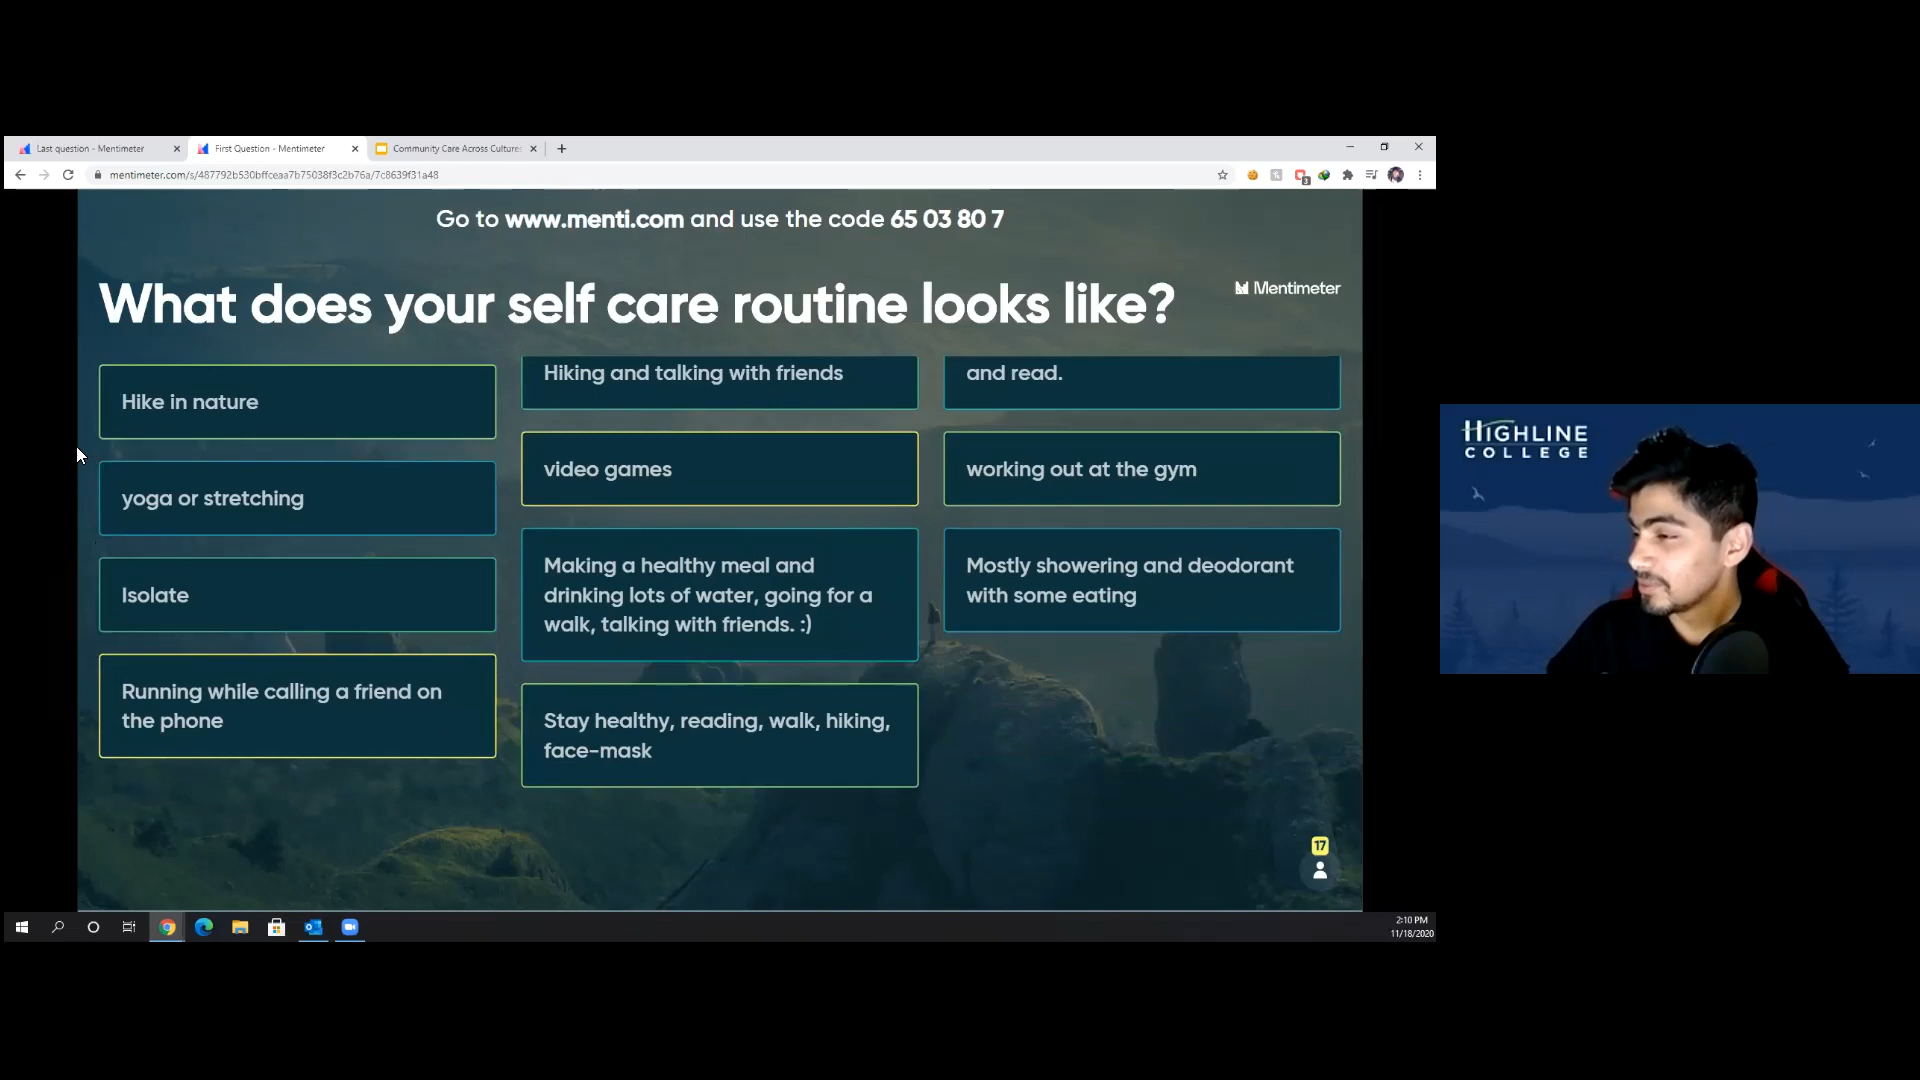 Last question - Mentimeter
First Question - Mentimeter
Community Care Across Cultures
mentimeter.com/s/487792b530bffceaa7b75038f3c2b76a/7c8639f31a48
Go to www.menti.com and use the code 65 03 80 7
What does your self care routine looks like?
Mentimeter
Hike in nature
yoga or stretching
Isolate
Running while calling a friend on
the phone
Hiking and talking with friends
video games
Making a healthy meal and
drinking lots of water, going for a
walk, talking with friends. :)
Stay healthy, reading, walk, hiking,
face-mask
and read.
working out at the gym
Mostly showering and deodorant
with some eating
17
HIGHLINE
COLLEGE
2:10 PM
11/18/2020